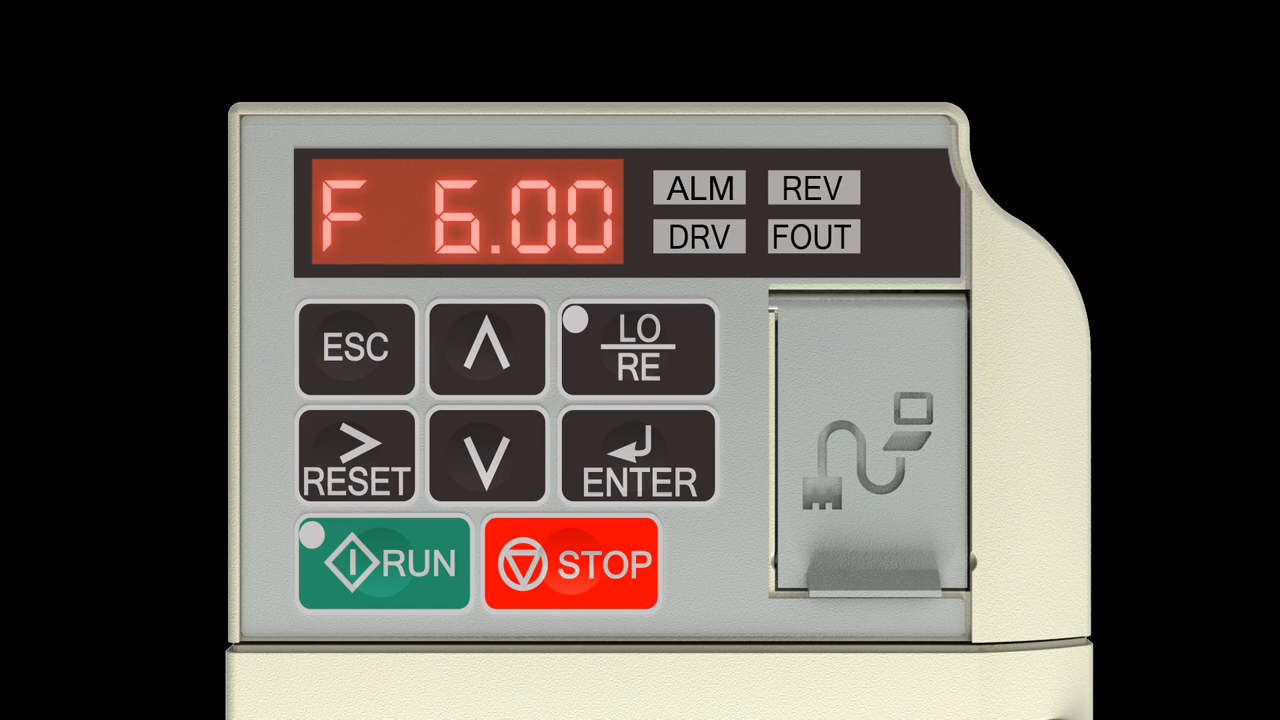 F 6.00
ALM REV
DRV FOUT
ESC
LO
RE
RESET
ENTER
RUN
STOP